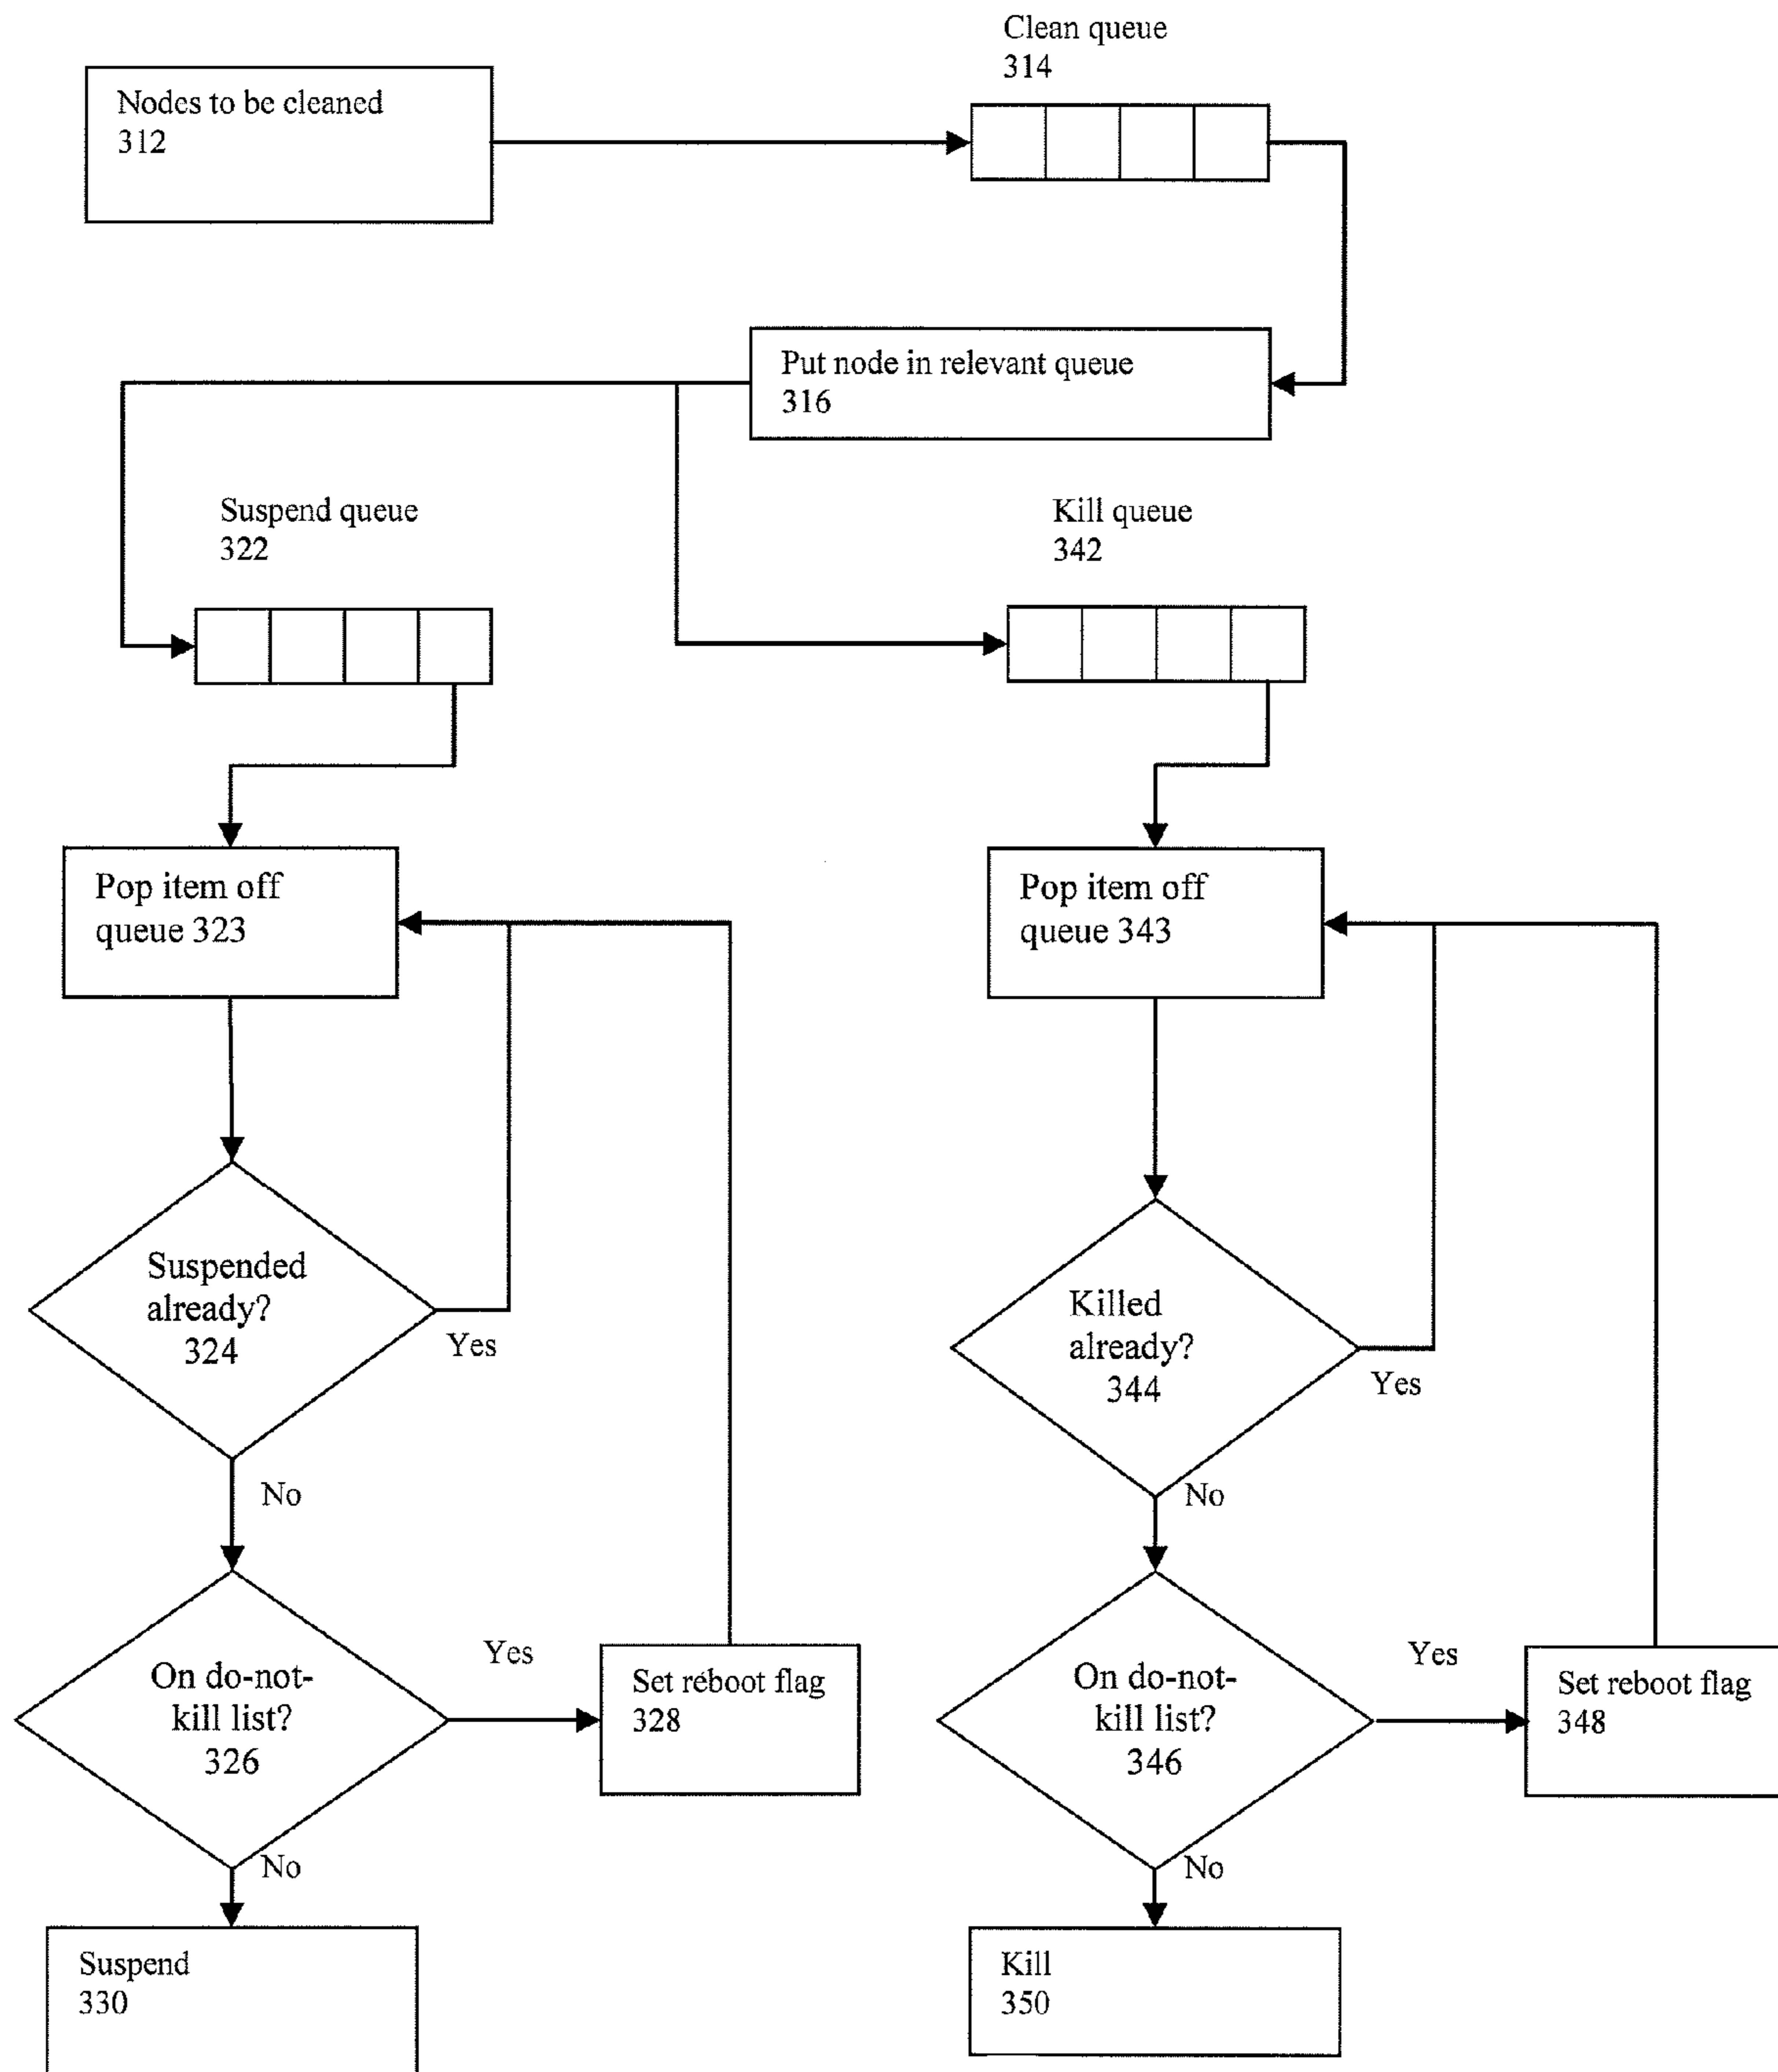 Clean queue
314
Nodes to be cleaned
312
Put node in relevant queue
316
Suspend queue
322
Kill queue
342
Pop item off
queue 323
Pop item off
queue 343
Suspended
already?
324
Yes
Killed
already?
344
Yes
No
No
On do-not-
kill list?
326
Yes
Set reboot flag
328
On do-not-
kill list?
346
Yes
Set reboot flag
348
No
No
Suspend
330
Kill
350